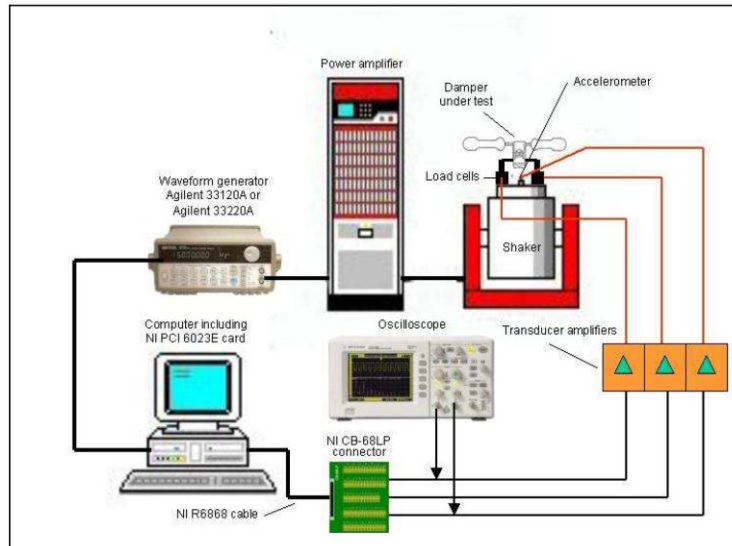 Power amplifier
Damper
under test
Accelerometer
Load cells
Waveform generator
Agilent 33120A or
Agilent 33220A
Shaker
Computer including
NI PCI 6023E card
Oscilloscope
Transducer amplifiers
NI CB-68LP
connector
NI R6868 cable